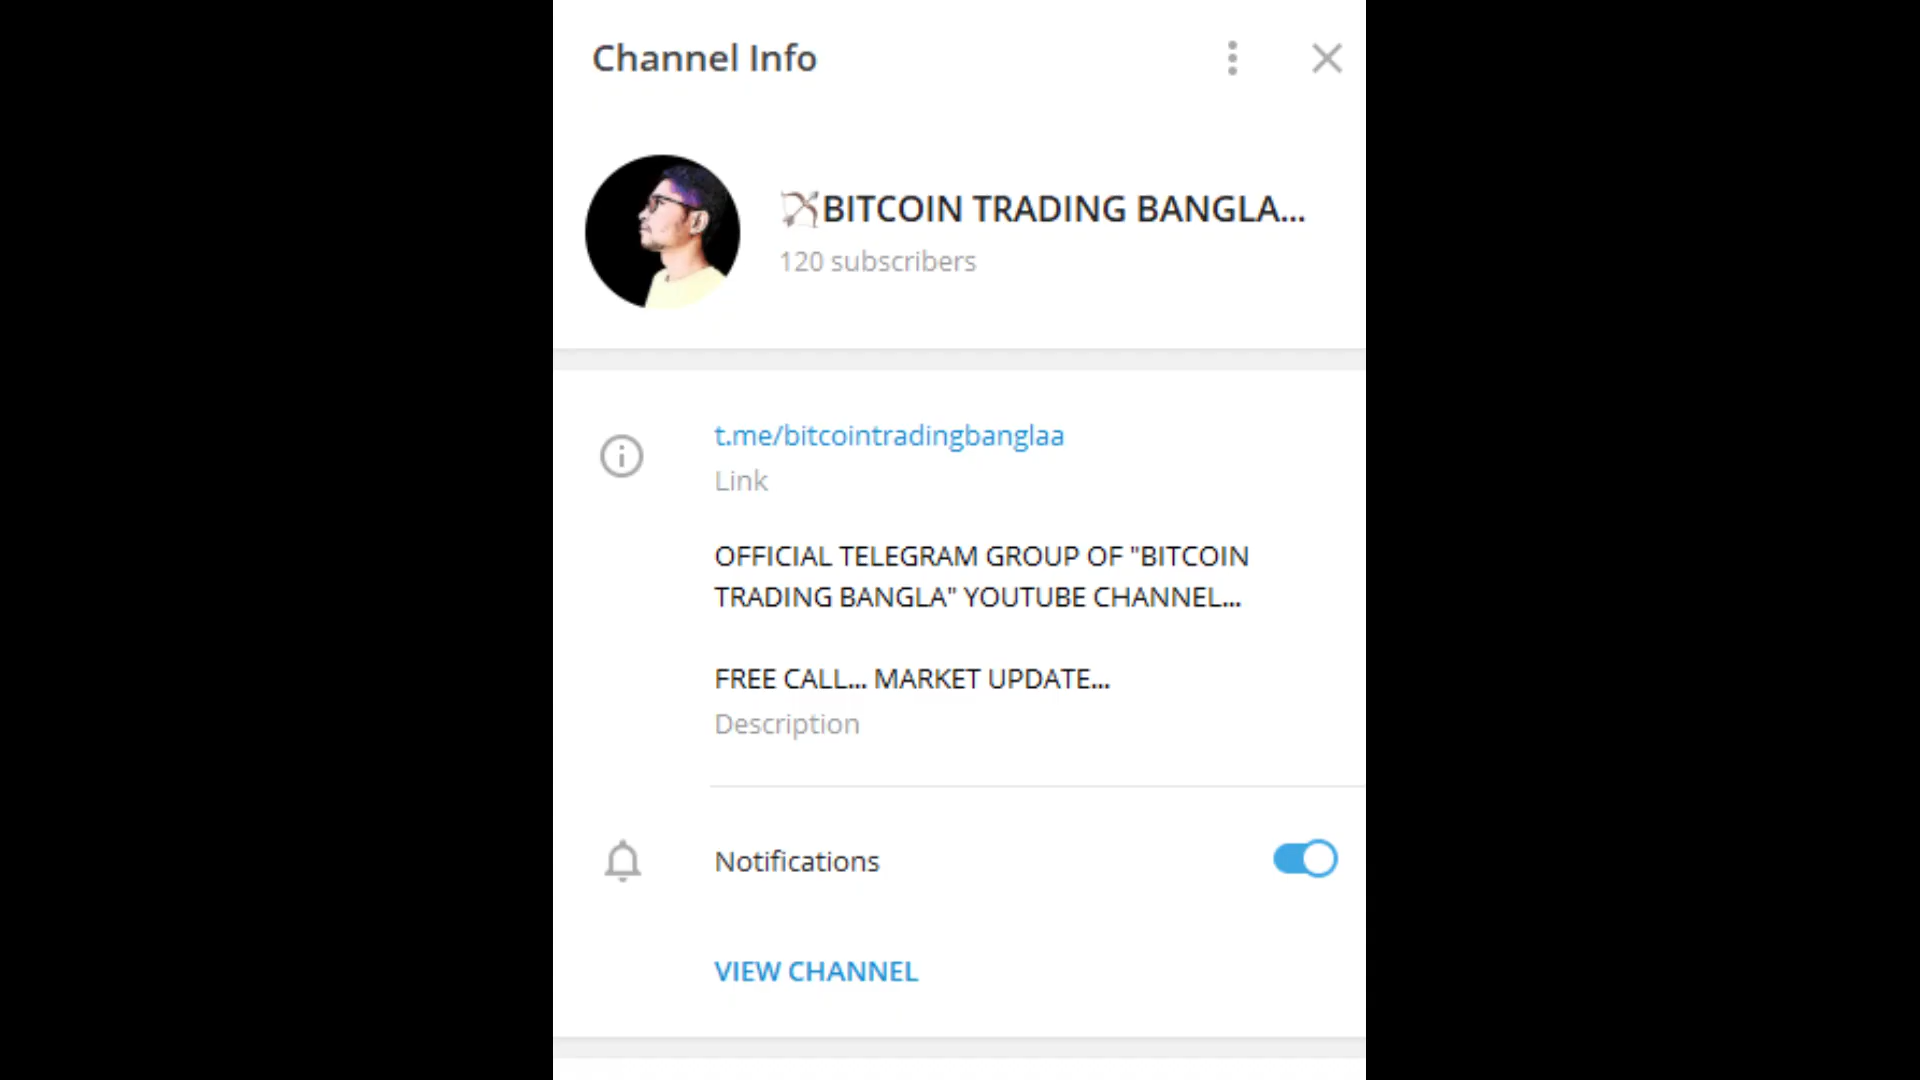 Channel Info
🏹BITCOIN TRADING BANGLA...
120 subscribers
t.me/bitcointradingbanglaa
Link
OFFICIAL TELEGRAM GROUP OF "BITCOIN
TRADING BANGLA" YOUTUBE CHANNEL...
FREE CALL... MARKET UPDATE...
Description
Notifications
VIEW CHANNEL